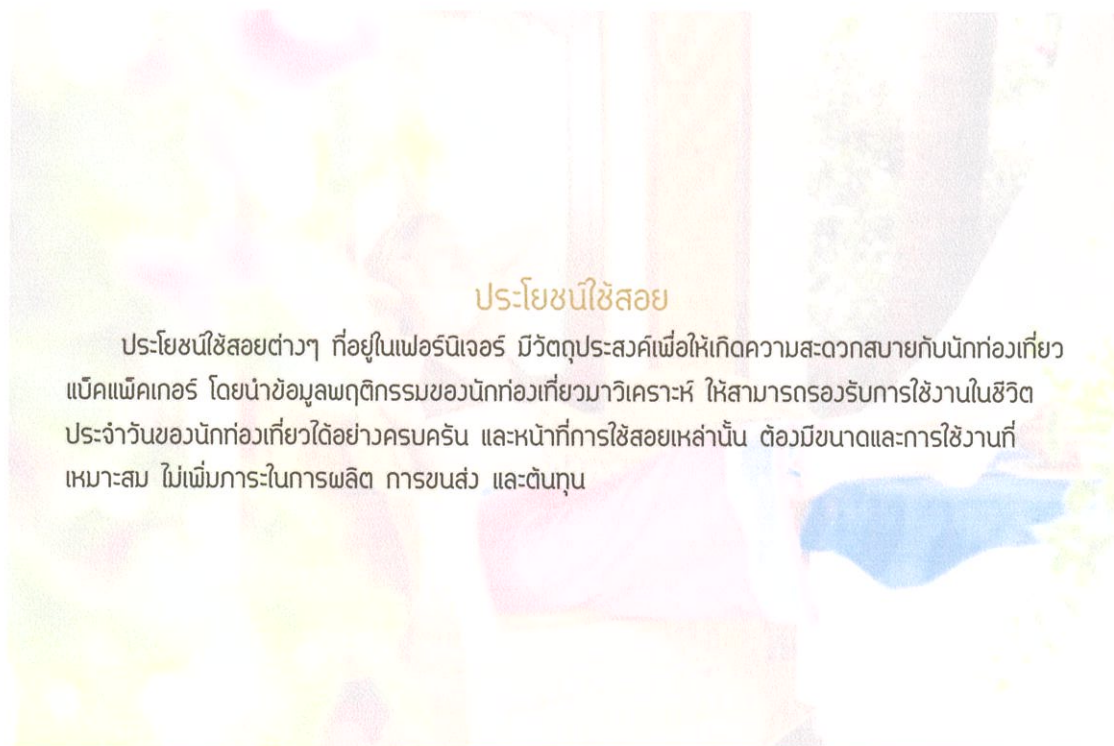 ประโยชน์ใช้สอย
ประโยชน์ใช้สอยต่างๆ ที่อยู่ในเฟอร์นิเจอร์ มีวัตถุประสงค์เพื่อให้เกิดความสะดวกสบายกับนักท่องเที่ยว
แบ็คแพ็คเกอร์ โดยนำข้อมูลพฤติกรรมของนักท่องเที่ยวมาวิเคราะห์ ให้สามารถรองรับการใช้งานในชีวิต
ประจำวันของนักท่องเที่ยวได้อย่างครบครัน และหน้าที่การใช้สอยเหล่านั้น ต้องมีขนาดและการใช้งานที่
เหมาะสม ไม่เพิ่มภาระในการผลิต การขนส่ง และต้นทุน